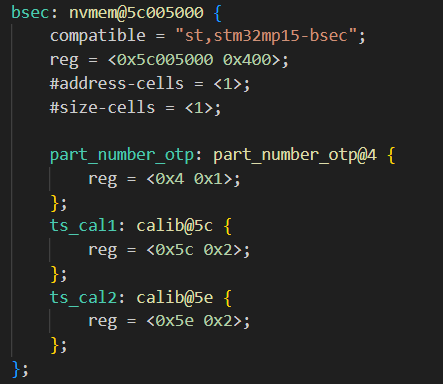 bsec: nvmem@5c005000 {
compatible = "st,stm32mp15-bsec";
reg = <0x5c005000 0x400>;
#address-cells = <1>;
#size-cells = <1>;
part_number_otp: part_number_otp@4 {
reg = <0x4 0x1>;
};
ts_cal1: calib@5c {
reg = <0x5c 0x2>;
};
ts_cal2: calib@5e {
reg = <0x5e 0x2>;
};
};